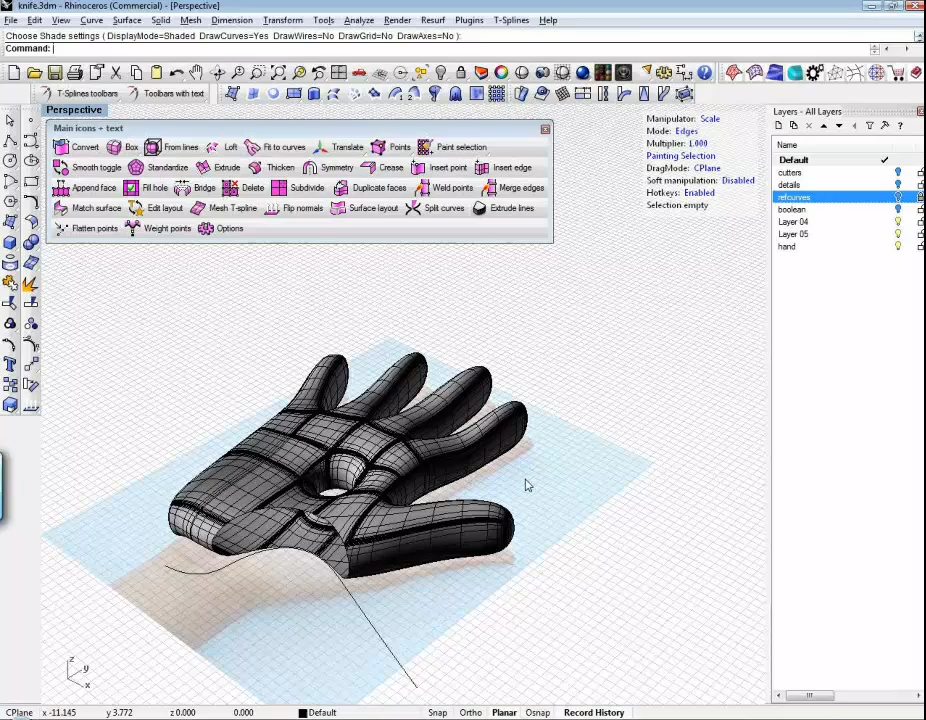 knife.3dm - Rhinoceros (Commercial) - [Perspective]
File Edit View Curve Surface Solid Mesh Dimension Transform Tools Analyze Render Resurf Plugins T-Splines Help
Choose Shade settings ( DisplayMode=Shaded DrawCurves=Yes DrawWires=No DrawGrid=No DrawAxes=No ):
Command:
T-Splines toolbars Toolbars with text
Perspective
Main icons + text
Convert Box From lines Loft Fit to curves Translate Points Paint selection
Smooth toggle Standardize Extrude Thicken Symmetry Crease Insert point Insert edge
Append face Fill hole Bridge Delete Subdivide Duplicate faces Weld points Merge edges
Match surface Edit layout Mesh T-spline Flip normals Surface layout Split curves Extrude lines
Flatten points Weight points Options
Manipulator: Scale
Mode: Edges
Multiplier: 1.000
Painting Selection
DragMode: CPlane
Soft manipulation: Disabled
Hotkeys: Enabled
Selection empty
Layers - All Layers
Name
Default
cutters
details
refcurves
boolean
Layer 04
Layer 05
hand
z
y
x
CPlane x -11.145 y 3.772 z 0.000 0.000 Default Snap Ortho Planar Osnap Record History